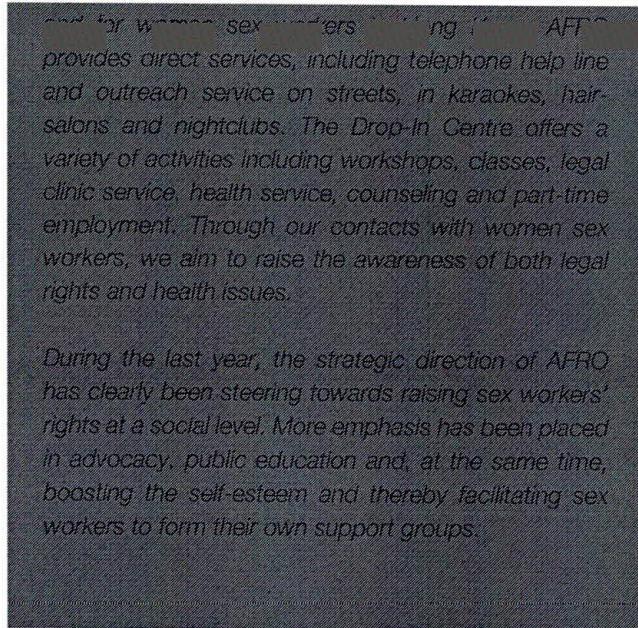 and for women sex workers AFRO
provides direct services, including telephone help line
and outreach service on streets, in karaokes, hair-
salons and nightclubs. The Drop-In Centre offers a
variety of activities including workshops, classes, legal
clinic service, health service, counseling and part-time
employment. Through our contacts with women sex
workers, we aim to raise the awareness of both legal
rights and health issues.
During the last year, the strategic direction of AFRO
has clearly been steering towards raising sex workers'
rights at a social level. More emphasis has been placed
in advocacy, public education and, at the same time,
boosting the self-esteem and thereby facilitating sex
workers to form their own support groups.